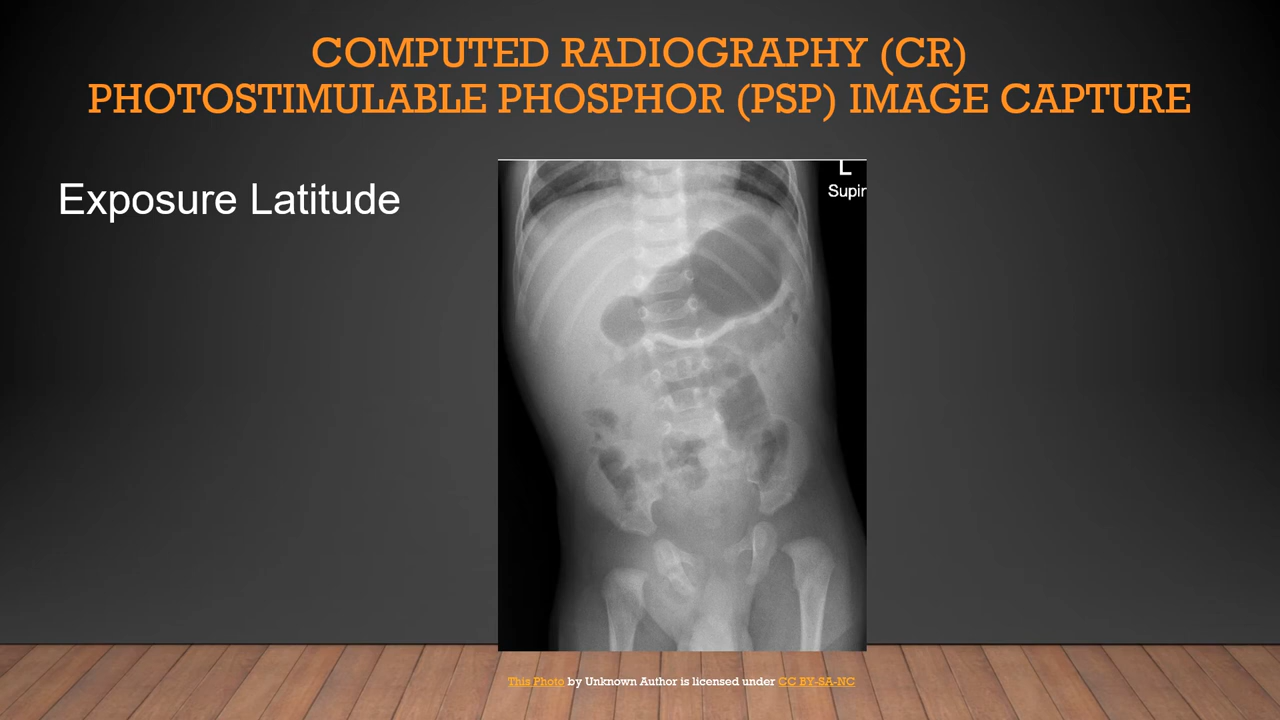 COMPUTED RADIOGRAPHY (CR)
PHOTOSTIMULABLE PHOSPHOR (PSP) IMAGE CAPTURE
Exposure Latitude
L
Supir
This Photo by Unknown Author is licensed under CC BY-SA-NC